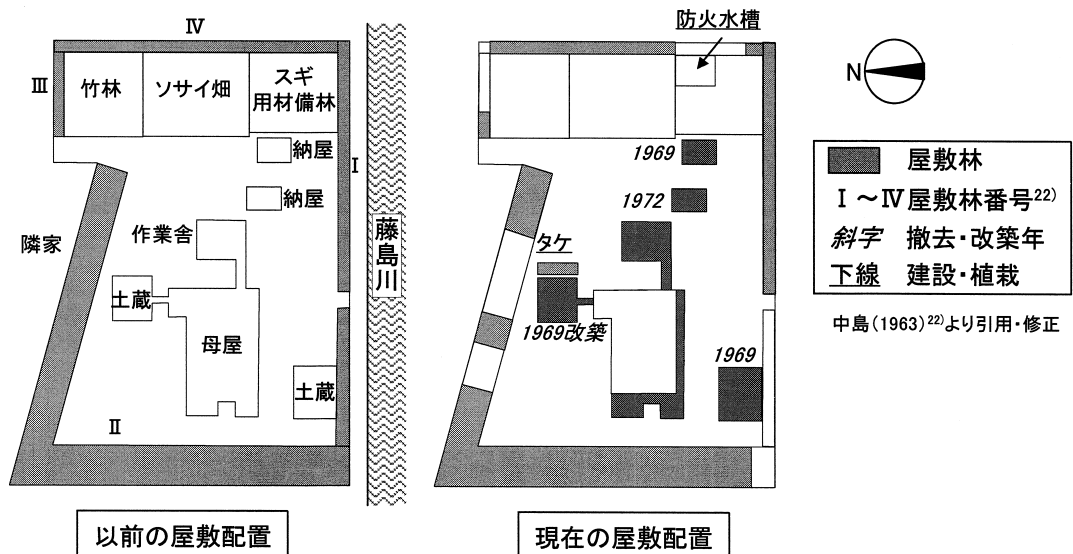 Ⅳ
Ⅲ
竹林
ソサイ畑
スギ
用材備林
納屋
Ⅰ
納屋
作業舎
隣家
土蔵
母屋
土蔵
Ⅱ
藤島川
以前の屋敷配置
防火水槽
1969
1972
タケ
1969改築
1969
現在の屋敷配置
N
屋敷林
Ⅰ～Ⅳ屋敷林番号22)
斜字 撤去・改築年
下線 建設・植栽
中島(1963)22)より引用・修正